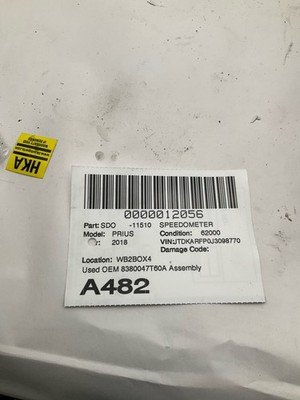 HKA
0000012056
Part: SDO -11510 SPEEDOMETER
Model: PRIUS Condition: 62000
r: 2018 VIN:JTDKARFP0J3098770
Damage Code:
Location: WB2BOX4
Used OEM 8380047T60A Assembly
A482